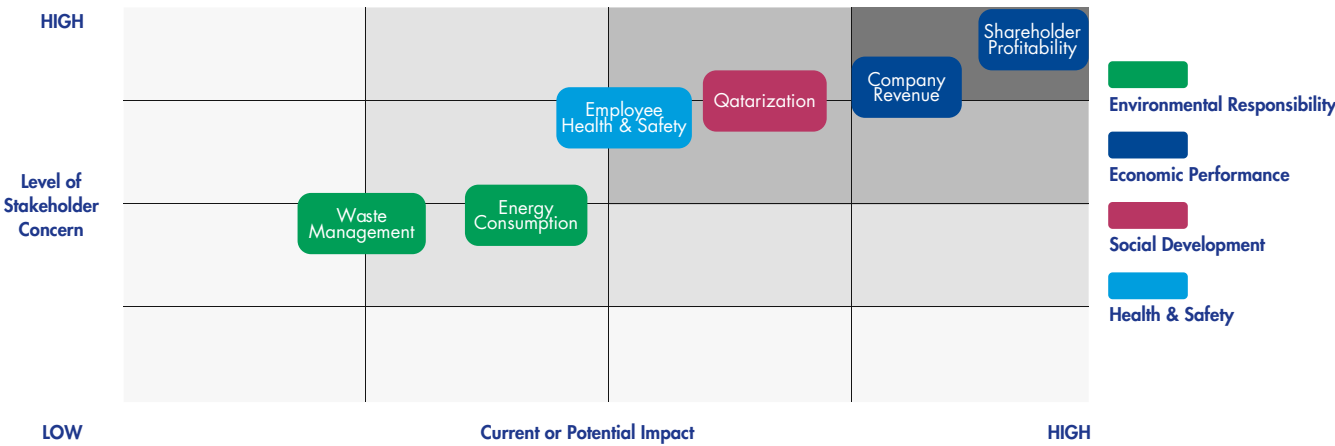 HIGH
Shareholder
Profitability
Company
Revenue
Qatarization
Employee
Health & Safety
Energy
Consumption
Waste
Management
Level of
Stakeholder
Concern
LOW
Current or Potential Impact
HIGH
Environmental Responsibility
Economic Performance
Social Development
Health & Safety